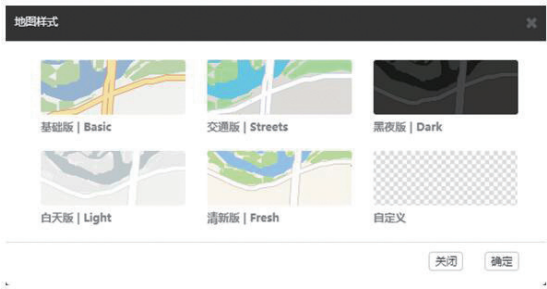 地图样式
基础版 | Basic
交通版 | Streets
黑夜版 | Dark
白天版 | Light
清新版 | Fresh
自定义
关闭
确定